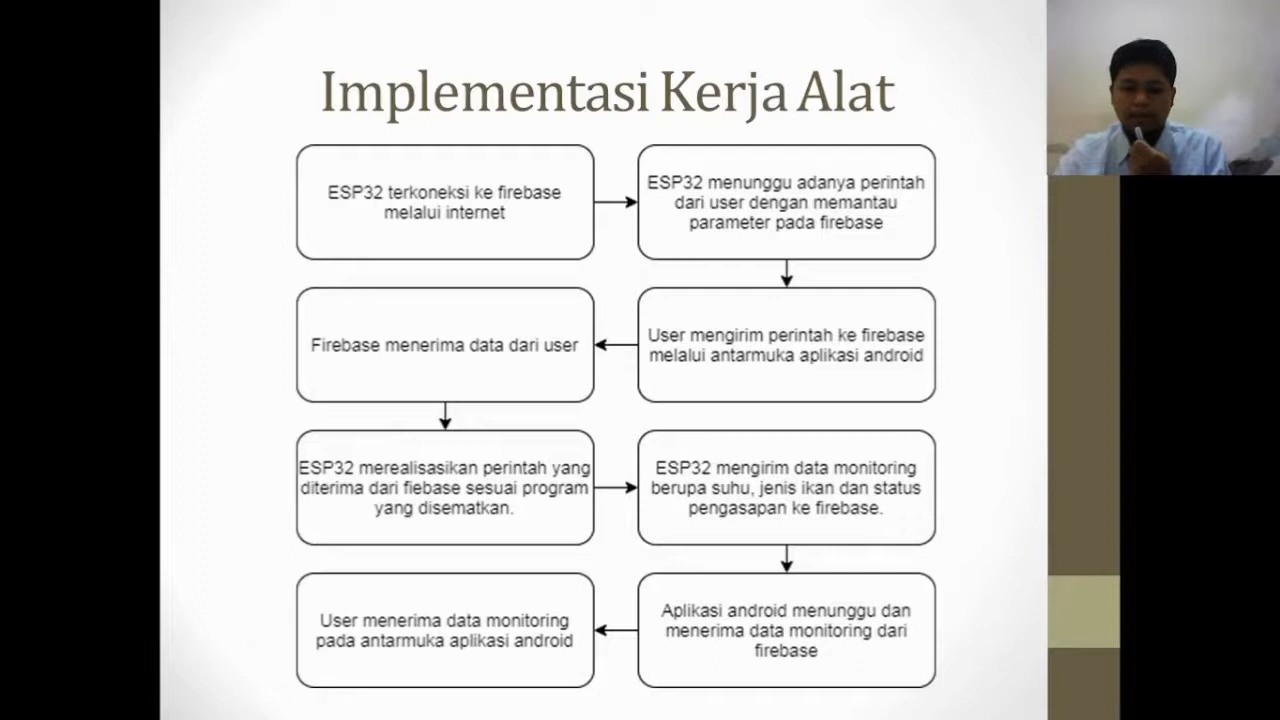 Implementasi Kerja Alat
ESP32 terkoneksi ke firebase
melalui internet
ESP32 menunggu adanya perintah
dari user dengan memantau
parameter pada firebase
User mengirim perintah ke firebase
melalui antarmuka aplikasi android
Firebase menerima data dari user
ESP32 merealisasikan perintah yang
diterima dari fiebase sesuai program
yang disematkan.
ESP32 mengirim data monitoring
berupa suhu, jenis ikan dan status
pengasapan ke firebase.
Aplikasi android menunggu dan
menerima data monitoring dari
firebase
User menerima data monitoring
pada antarmuka aplikasi android